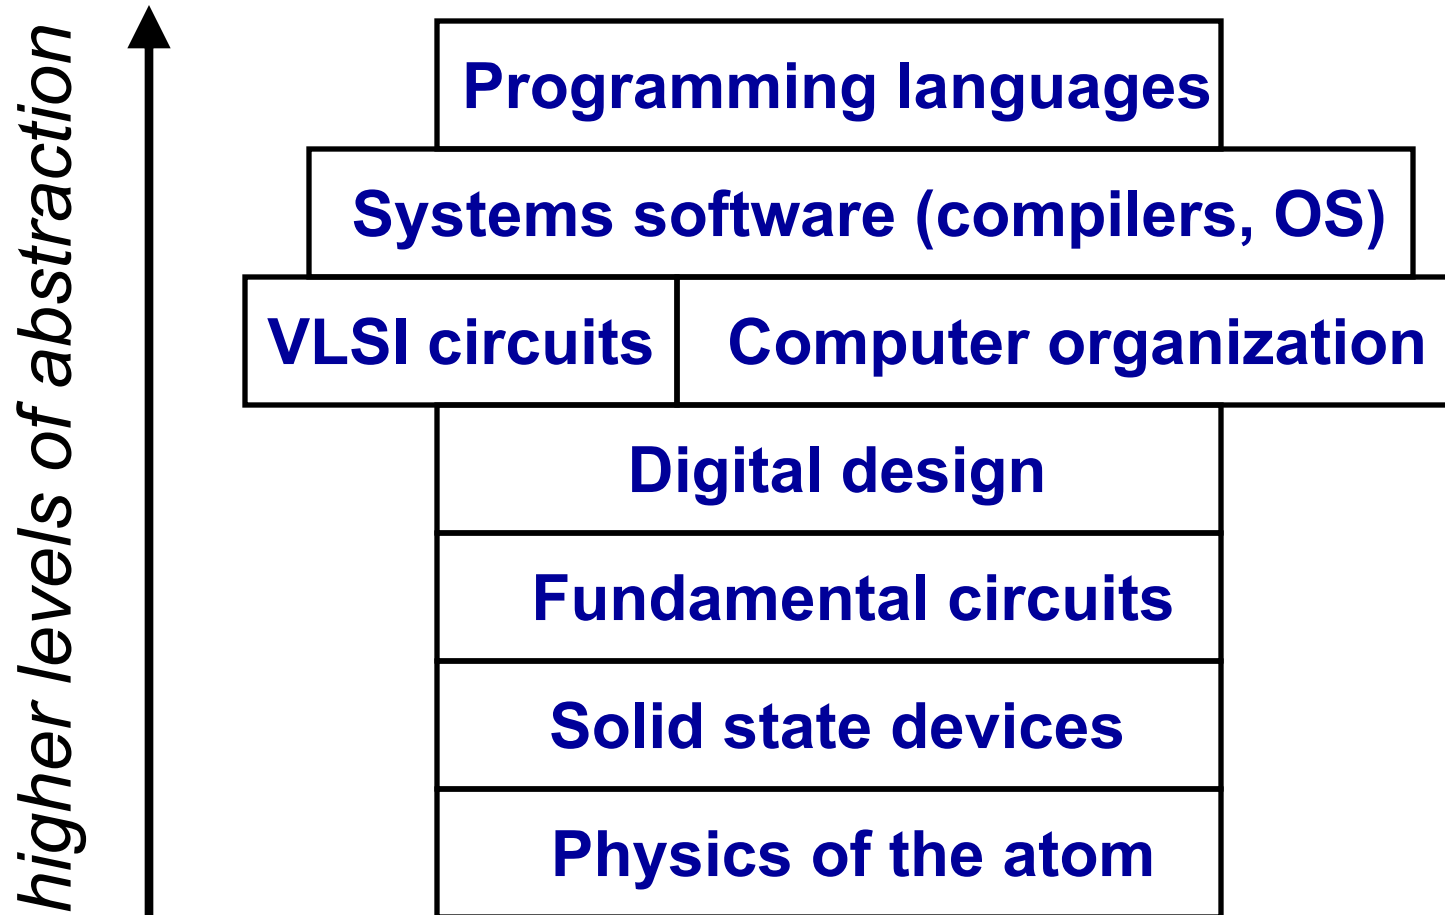 higher levels of abstraction
Programming languages
Systems software (compilers, OS)
VLSI circuits
Computer organization
Digital design
Fundamental circuits
Solid state devices
Physics of the atom